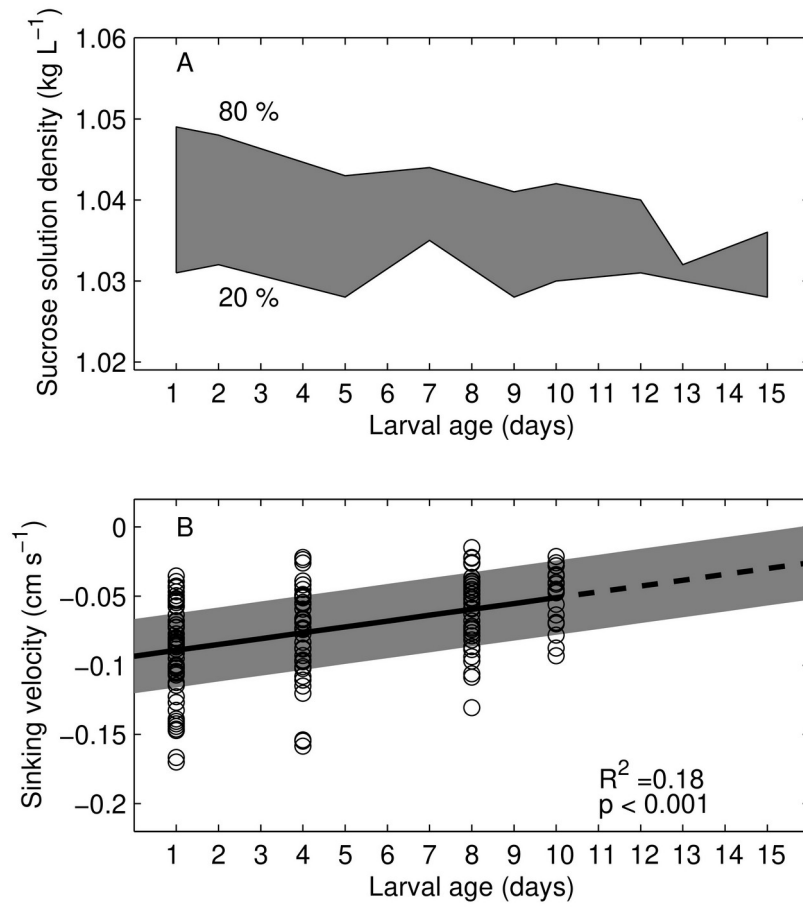 A
80 %
20 %
Sucrose solution density (kg L⁻¹)
1.06
1.05
1.04
1.03
1.02
1 2 3 4 5 6 7 8 9 10 11 12 13 14 15
Larval age (days)
B
Sinking velocity (cm s⁻¹)
0
−0.05
−0.1
−0.15
−0.2
R² =0.18
p < 0.001
1 2 3 4 5 6 7 8 9 10 11 12 13 14 15
Larval age (days)